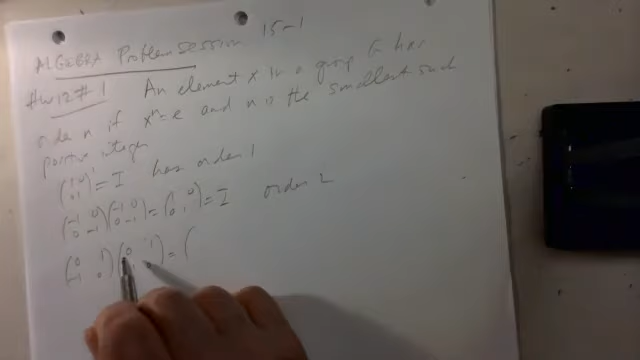 ALGEBRA Problem Session 15-1
HW12#1 An element x in a group G has
order n if xⁿ=e and n is the smallest such
positive integer
(1 0; 0 1)¹ = I has order 1
(-1 0; 0 -1)(-1 0; 0 -1) = (1 0; 0 1) = I order 2
(0 1; -1 0)(0 1
) = (